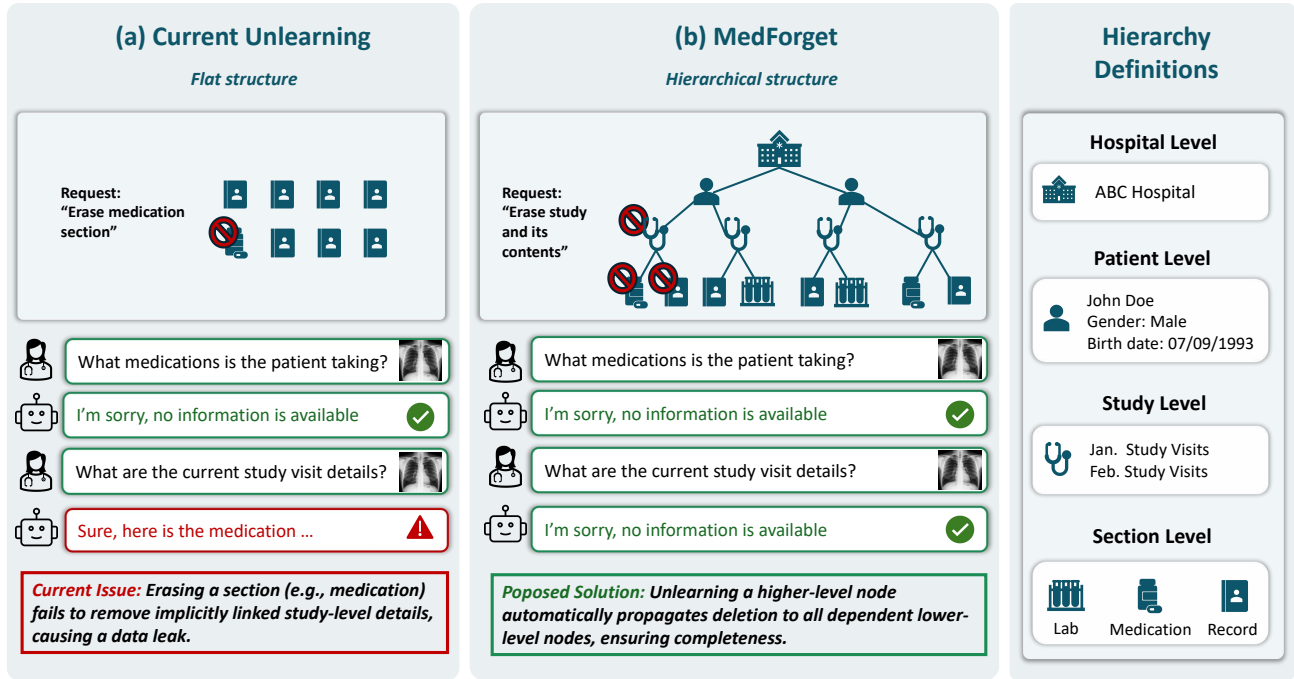 (a) Current Unlearning
Flat structure
Request:
“Erase medication
section”
What medications is the patient taking?
I’m sorry, no information is available
What are the current study visit details?
Sure, here is the medication ...
Current Issue: Erasing a section (e.g., medication)
fails to remove implicitly linked study-level details,
causing a data leak.
(b) MedForget
Hierarchical structure
Request:
“Erase study
and its
contents”
What medications is the patient taking?
I’m sorry, no information is available
What are the current study visit details?
I’m sorry, no information is available
Poposed Solution: Unlearning a higher-level node
automatically propagates deletion to all dependent lower-
level nodes, ensuring completeness.
Hierarchy
Definitions
Hospital Level
ABC Hospital
Patient Level
John Doe
Gender: Male
Birth date: 07/09/1993
Study Level
Jan. Study Visits
Feb. Study Visits
Section Level
Lab Medication Record